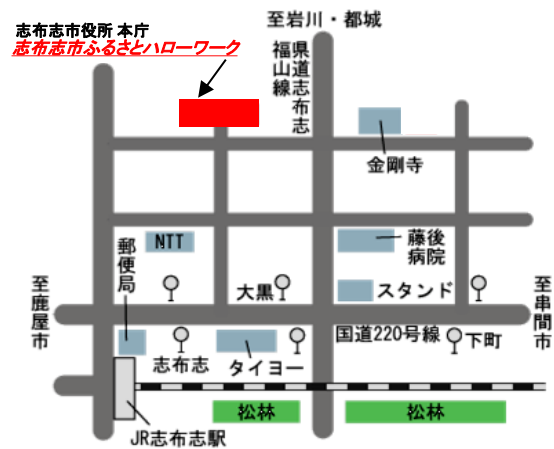 至岩川・都城
志布志市役所 本庁
志布志市ふるさとハローワーク
県道志布志
福山線
金剛寺
NTT
郵便局
藤後
病院
大黒
スタンド
至鹿屋市
至串間市
国道220号線
下町
志布志
タイヨー
松林
松林
JR志布志駅